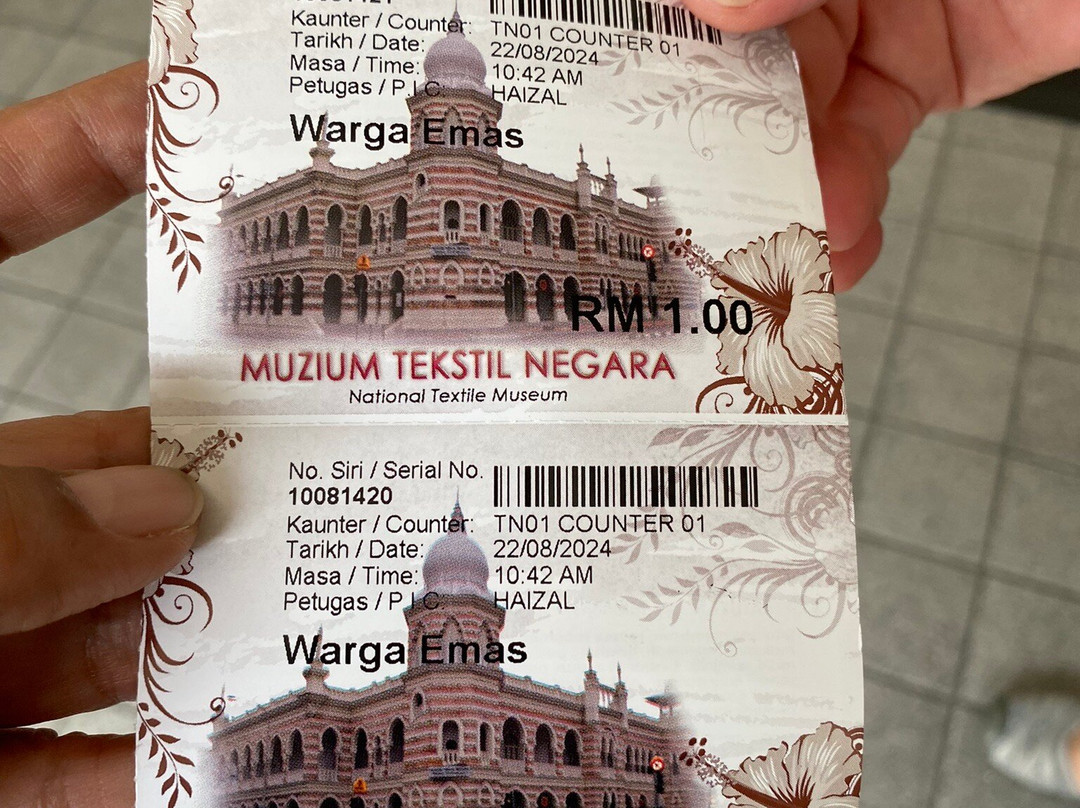 Kaunter / Counter: TN01 COUNTER 01
Tarikh / Date: 22/08/2024
Masa / Time: 10:42 AM
Petugas / P.I.C: HAIZAL
Warga Emas
RM 1.00
MUZIUM TEKSTIL NEGARA
National Textile Museum
No. Siri / Serial No.
10081420
Kaunter / Counter: TN01 COUNTER 01
Tarikh / Date: 22/08/2024
Masa / Time: 10:42 AM
Petugas / P.I.C: HAIZAL
Warga Emas